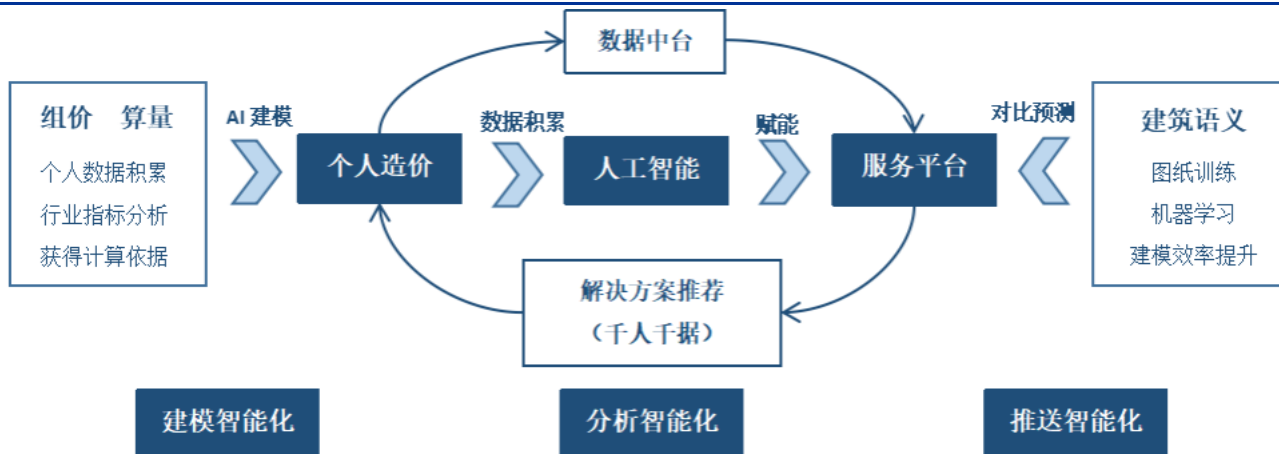 数据中台
组价 算量
个人数据积累
行业指标分析
获得计算依据
AI 建模
个人造价
数据积累
人工智能
赋能
服务平台
对比预测
建筑语义
图纸训练
机器学习
建模效率提升
解决方案推荐
（千人千据）
建模智能化
分析智能化
推送智能化